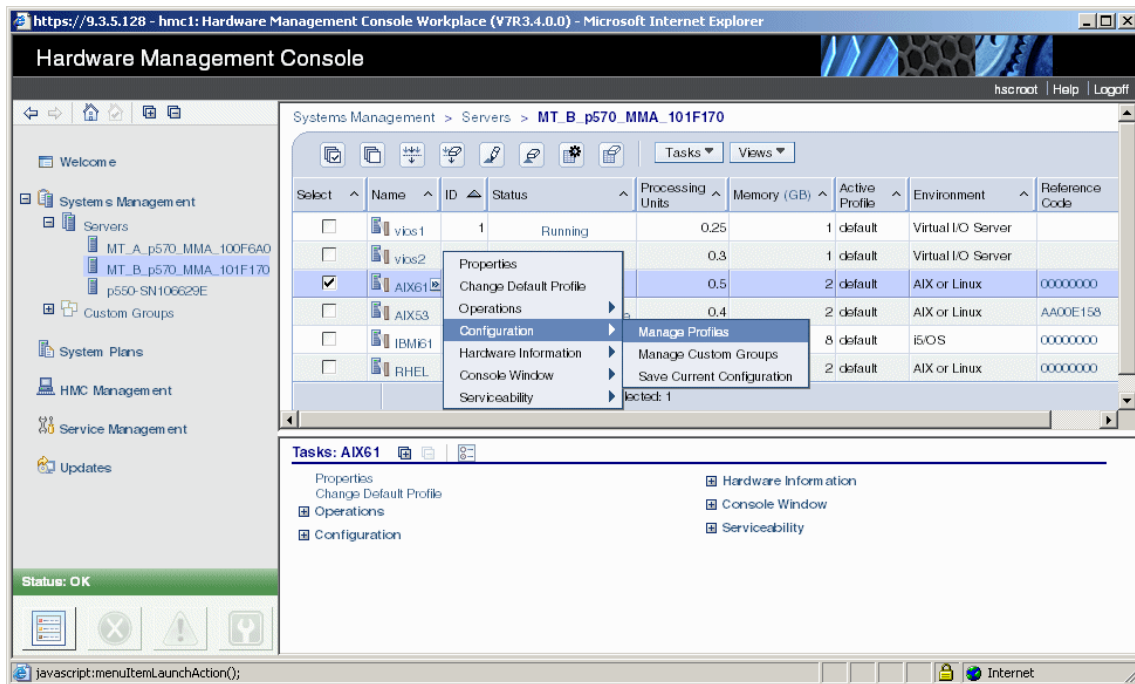 https://9.3.5.128 - hmc1: Hardware Management Console Workplace (V7R3.4.0.0) - Microsoft Internet Explorer
Hardware Management Console
hscroot | Help | Logoff
Welcome
Systems Management
Servers
MT_A_p570_MMA_100F6A0
MT_B_p570_MMA_101F170
p550-SN106629E
Custom Groups
System Plans
HMC Management
Service Management
Updates
Status: OK
Systems Management > Servers > MT_B_p570_MMA_101F170
Tasks Views
Select Name ID Status Processing Units Memory (GB) Active Profile Environment Reference Code
vios1 1 Running 0.25 1 default Virtual I/O Server
vios2 0.3 1 default Virtual I/O Server
AIX61 0.5 2 default AIX or Linux 00000000
AIX53 0.4 2 default AIX or Linux AA00E158
IBMi61 8 default i5/OS 00000000
RHEL 2 default AIX or Linux 00000000
lected: 1
Properties
Change Default Profile
Operations
Configuration
Hardware Information
Console Window
Serviceability
Manage Profiles
Manage Custom Groups
Save Current Configuration
Tasks: AIX61
Properties
Change Default Profile
Operations
Configuration
Hardware Information
Console Window
Serviceability
javascript:menuItemLaunchAction();
Internet